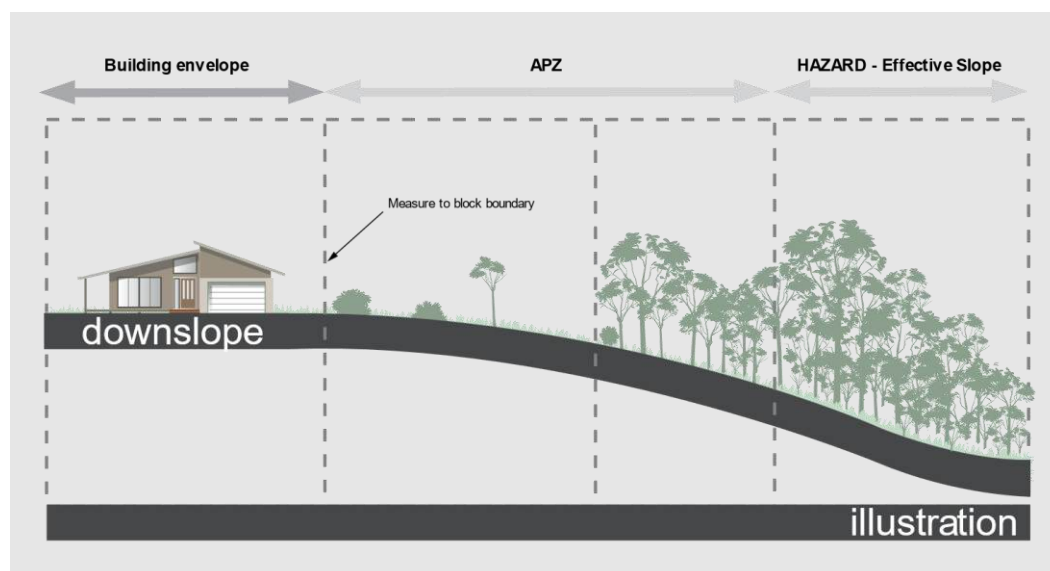 Building envelope
APZ
HAZARD - Effective Slope
Measure to block boundary
downslope
illustration